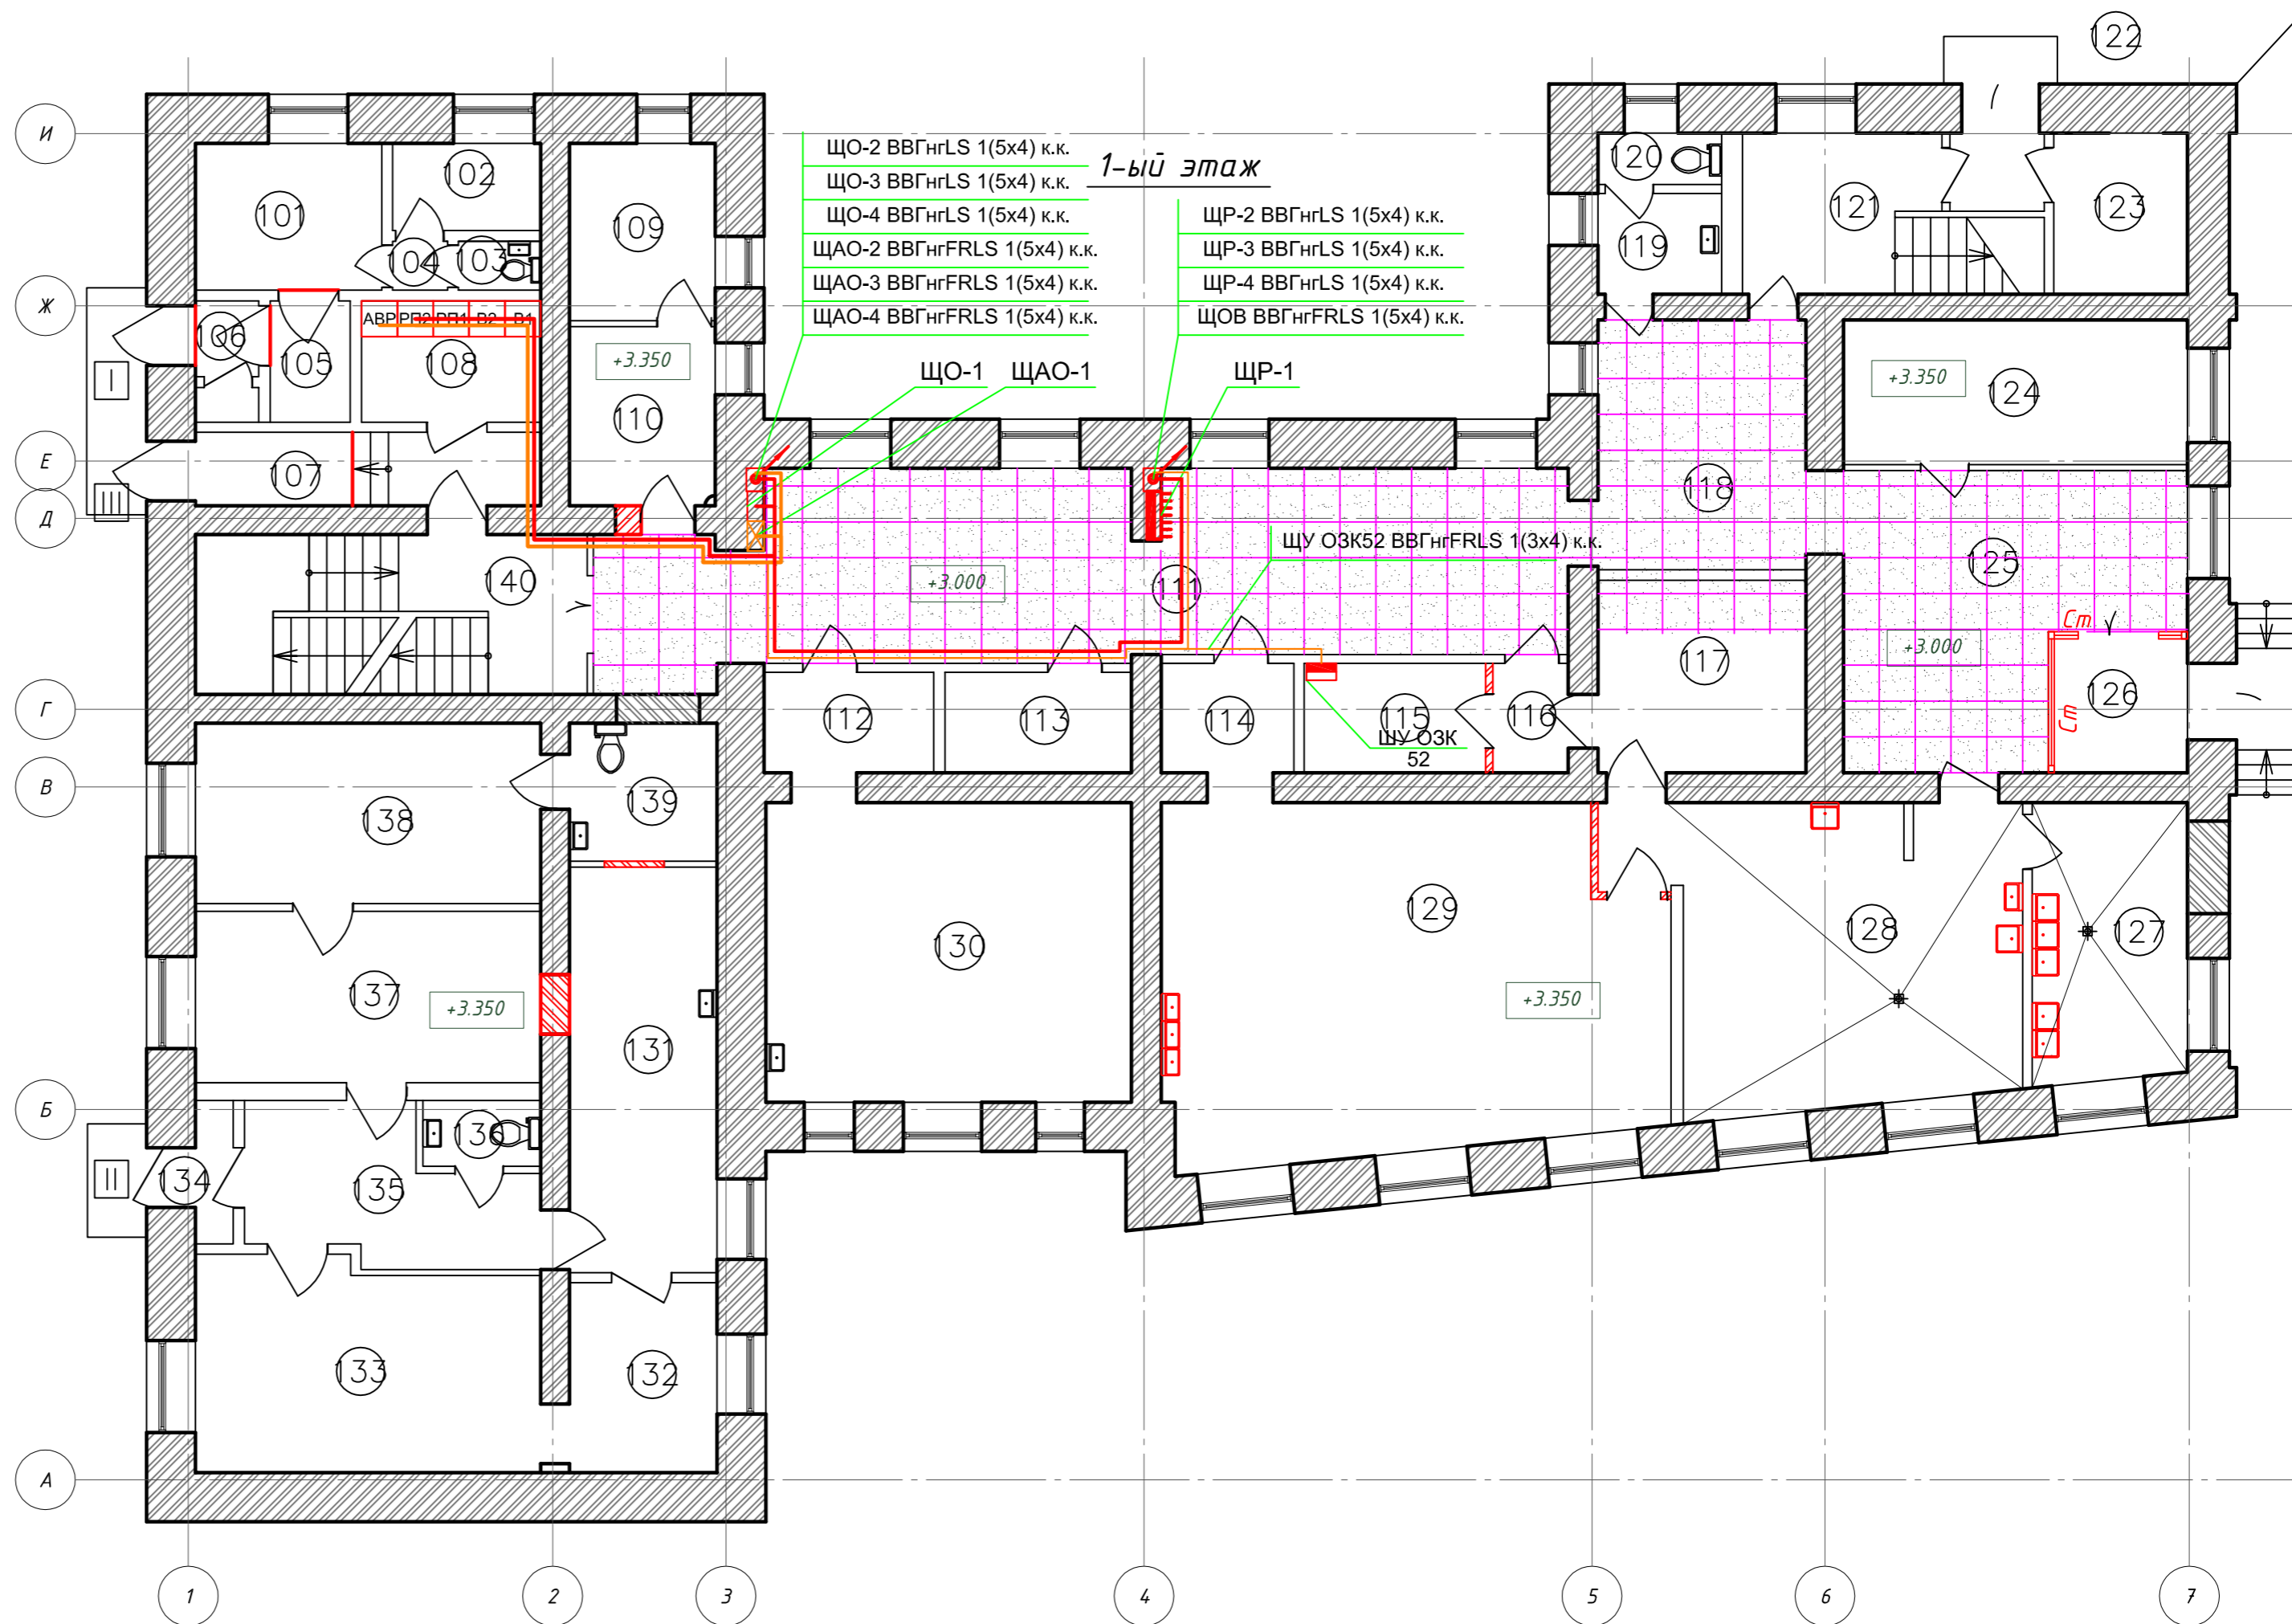 122
И
ЩО-2 ВВГнгLS 1(5х4) к.к.
ЩО-3 ВВГнгLS 1(5х4) к.к.
ЩО-4 ВВГнгLS 1(5х4) к.к.
ЩАО-2 ВВГнгFRLS 1(5х4) к.к.
ЩАО-3 ВВГнгFRLS 1(5х4) к.к.
ЩАО-4 ВВГнгFRLS 1(5х4) к.к.
1-ый этаж
ЩР-2 ВВГнгLS 1(5х4) к.к.
ЩР-3 ВВГнгLS 1(5х4) к.к.
ЩР-4 ВВГнгLS 1(5х4) к.к.
ЩОВ ВВГнгFRLS 1(5х4) к.к.
101
102
103
104
109
120
119
121
123
Ж
АВР
РП2
РП1
В2
В1
106
105
108
+3.350
110
ЩО-1
ЩАО-1
ЩР-1
+3.350
124
I
Е
107
III
118
Д
ЩУ ОЗК52 ВВГнгFRLS 1(3х4) к.к.
140
+3.000
111
125
Ст
+3.000
117
Ст
126
Г
112
113
114
115
116
ШУ ОЗК
52
В
138
139
129
128
127
130
137
+3.350
+3.350
131
Б
136
II
134
135
133
132
А
1
2
3
4
5
6
7